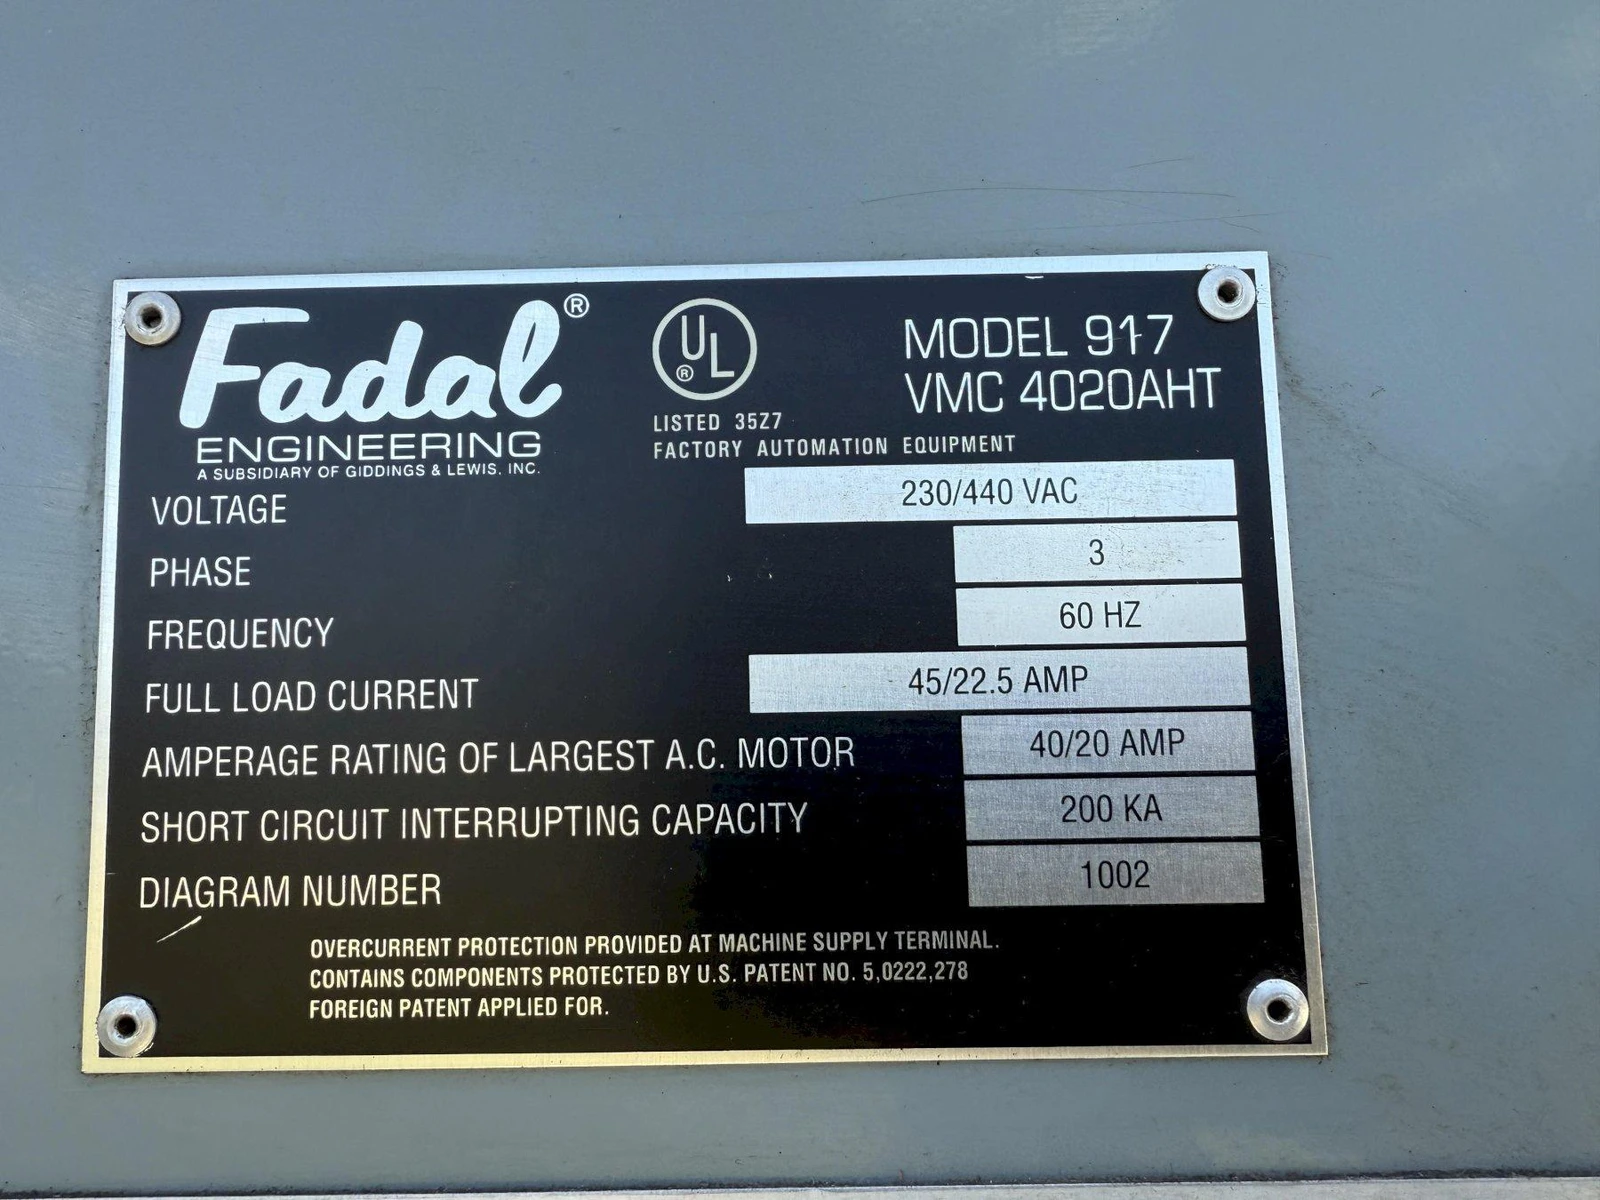 Fadal®
ENGINEERING
A SUBSIDIARY OF GIDDINGS & LEWIS, INC.
UL®
LISTED 35Z7
FACTORY AUTOMATION EQUIPMENT
MODEL 917
VMC 4020AHT
VOLTAGE 230/440 VAC
PHASE 3
FREQUENCY 60 HZ
FULL LOAD CURRENT 45/22.5 AMP
AMPERAGE RATING OF LARGEST A.C. MOTOR 40/20 AMP
SHORT CIRCUIT INTERRUPTING CAPACITY 200 KA
DIAGRAM NUMBER 1002
OVERCURRENT PROTECTION PROVIDED AT MACHINE SUPPLY TERMINAL.
CONTAINS COMPONENTS PROTECTED BY U.S. PATENT NO. 5,0222,278
FOREIGN PATENT APPLIED FOR.